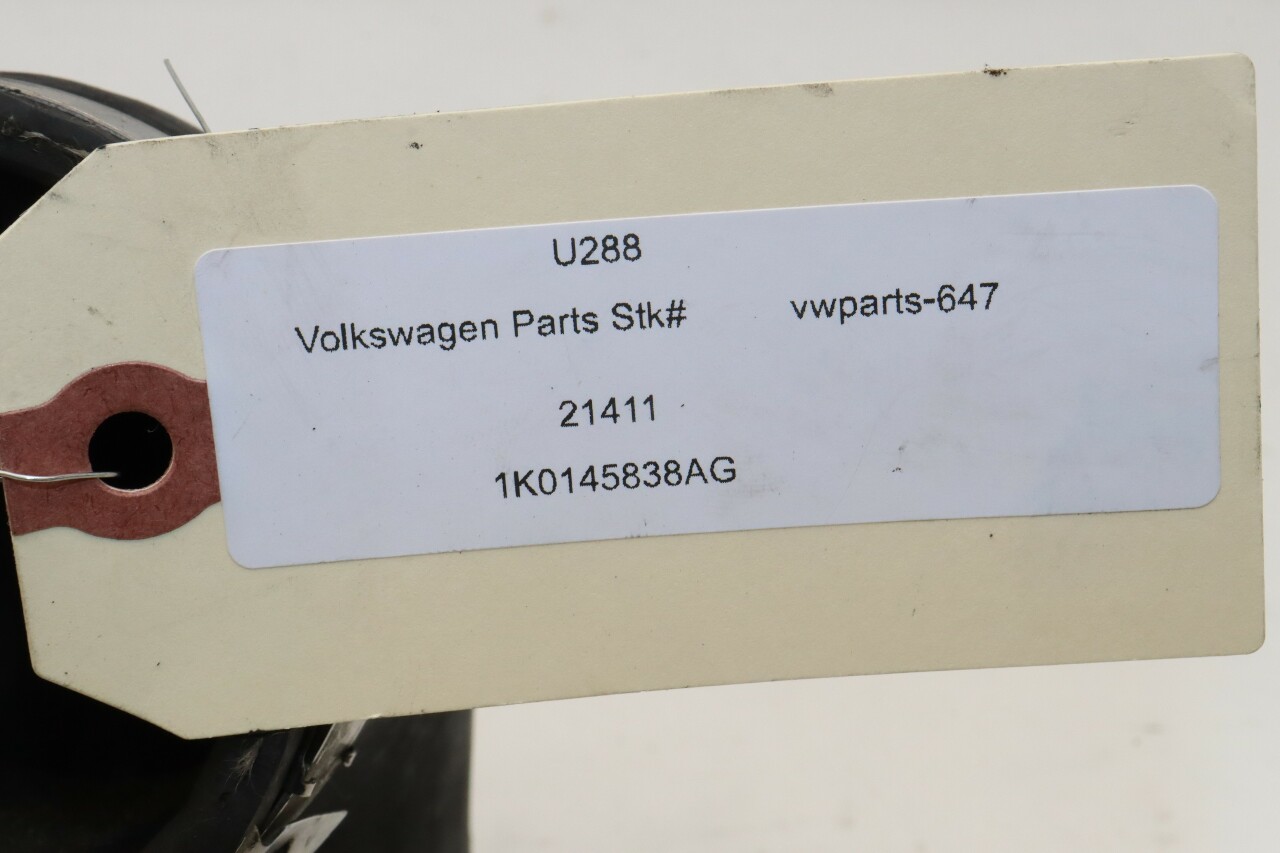 U288
Volkswagen Parts Stk# vwparts-647
21411
1K0145838AG